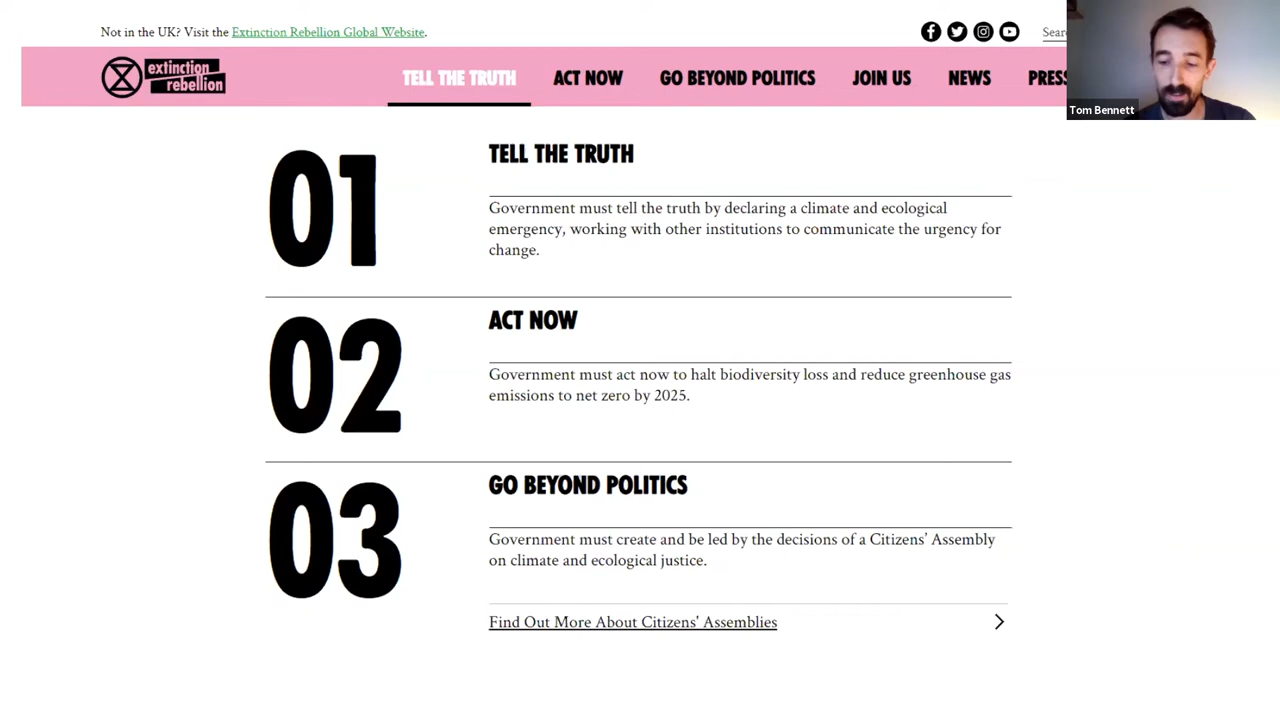 Not in the UK? Visit the Extinction Rebellion Global Website.
Sear
extinction
rebellion
TELL THE TRUTH ACT NOW GO BEYOND POLITICS JOIN US NEWS PRESS
Tom Bennett
01
TELL THE TRUTH
Government must tell the truth by declaring a climate and ecological
emergency, working with other institutions to communicate the urgency for
change.
02
ACT NOW
Government must act now to halt biodiversity loss and reduce greenhouse gas
emissions to net zero by 2025.
03
GO BEYOND POLITICS
Government must create and be led by the decisions of a Citizens’ Assembly
on climate and ecological justice.
Find Out More About Citizens' Assemblies